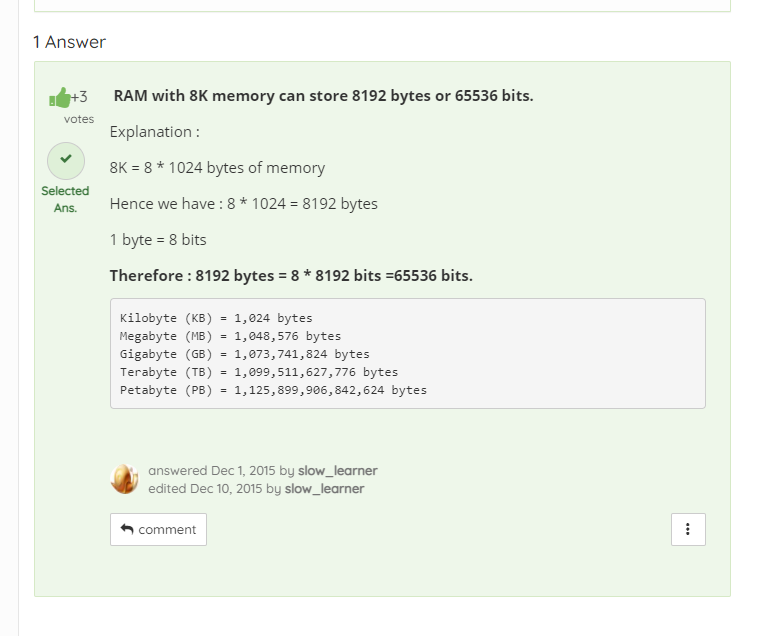 1 Answer
+3
votes
Selected
Ans.
RAM with 8K memory can store 8192 bytes or 65536 bits.
Explanation :
8K = 8 * 1024 bytes of memory
Hence we have : 8 * 1024 = 8192 bytes
1 byte = 8 bits
Therefore : 8192 bytes = 8 * 8192 bits =65536 bits.
Kilobyte (KB) = 1,024 bytes
Megabyte (MB) = 1,048,576 bytes
Gigabyte (GB) = 1,073,741,824 bytes
Terabyte (TB) = 1,099,511,627,776 bytes
Petabyte (PB) = 1,125,899,906,842,624 bytes
answered Dec 1, 2015 by slow_learner
edited Dec 10, 2015 by slow_learner
comment